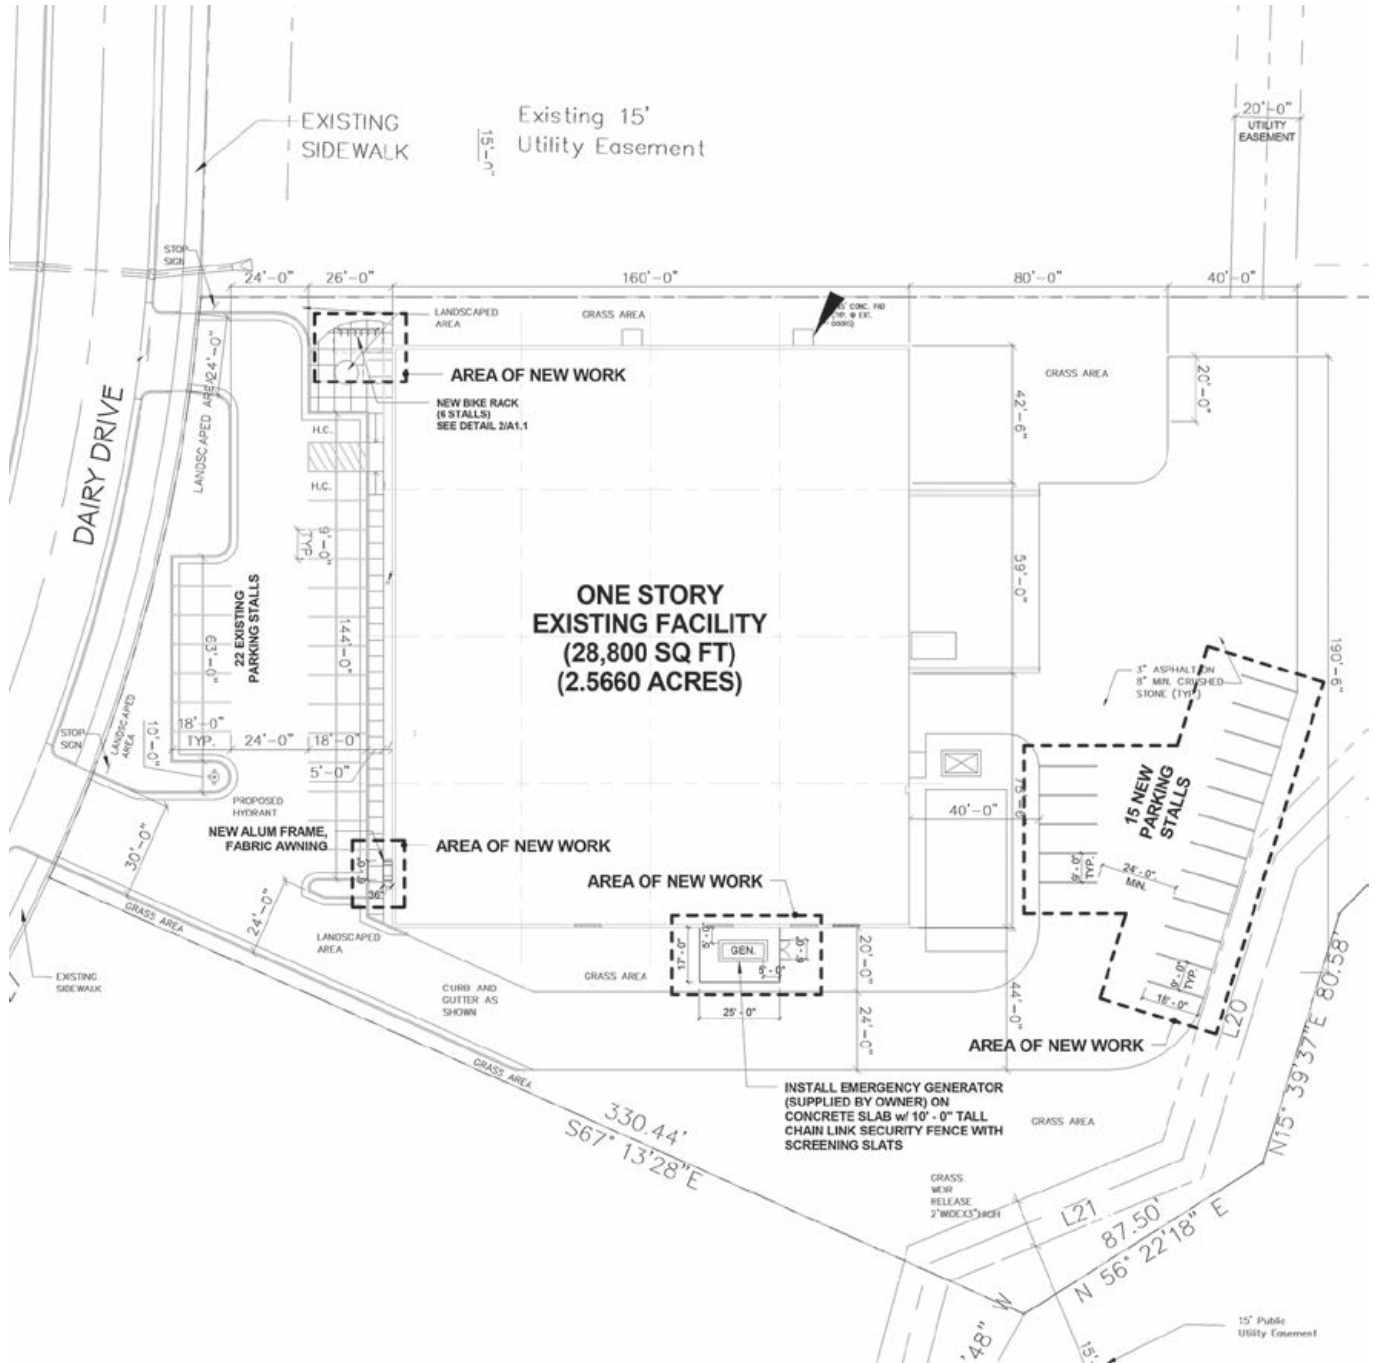 EXISTING
SIDEWALK
15'-0"
Existing 15'
Utility Easement
20'-0"
UTILITY
EASEMENT
STOP
SIGN
24'-0"
26'-0"
160'-0"
80'-0"
40'-0"
LANDSCAPED
AREA
GRASS AREA
CONC. PAD
GRASS AREA
20'-0"
LANDSCAPED AREA
24'-0"
AREA OF NEW WORK
NEW BIKE RACK
(6 STALLS)
SEE DETAIL 2/A1.1
H.C.
H.C.
42'-6"
DAIRY DRIVE
9'-0"
TYP.
59'-0"
22 EXISTING
PARKING STALLS
63'-0"
144'-0"
ONE STORY
EXISTING FACILITY
(28,800 SQ FT)
(2.5660 ACRES)
190'-6"
3" ASPHALT ON
8" MIN. CRUSHED
STONE (TYP)
LANDSCAPED
AREA
STOP
SIGN
10'-0"
18'-0"
TYP.
24'-0"
18'-0"
5'-0"
PROPOSED
HYDRANT
NEW ALUM FRAME,
FABRIC AWNING
AREA OF NEW WORK
40'-0"
15 NEW
PARKING
STALLS
9'-0"
TYP.
24'-0"
MIN.
30'-0"
24'-0"
36"
AREA OF NEW WORK
GRASS AREA
LANDSCAPED
AREA
GEN.
17'-0"
5'-0"
25'-0"
20'-0"
24'-0"
44'-0"
GRASS AREA
EXISTING
SIDEWALK
CURB AND
GUTTER AS
SHOWN
9'-0"
TYP.
18'-0"
L20
AREA OF NEW WORK
N15° 39'37" E 80.58'
GRASS AREA
INSTALL EMERGENCY GENERATOR
(SUPPLIED BY OWNER) ON
CONCRETE SLAB w/ 10' - 0" TALL
CHAIN LINK SECURITY FENCE WITH
SCREENING SLATS
GRASS AREA
330.44'
S67° 13'28" E
GRASS
WEIR
RELEASE
2'WIDEX3"HIGH
L21
87.50'
N 56° 22'18" E
'48" W
15'
15' Public
Utility Easement